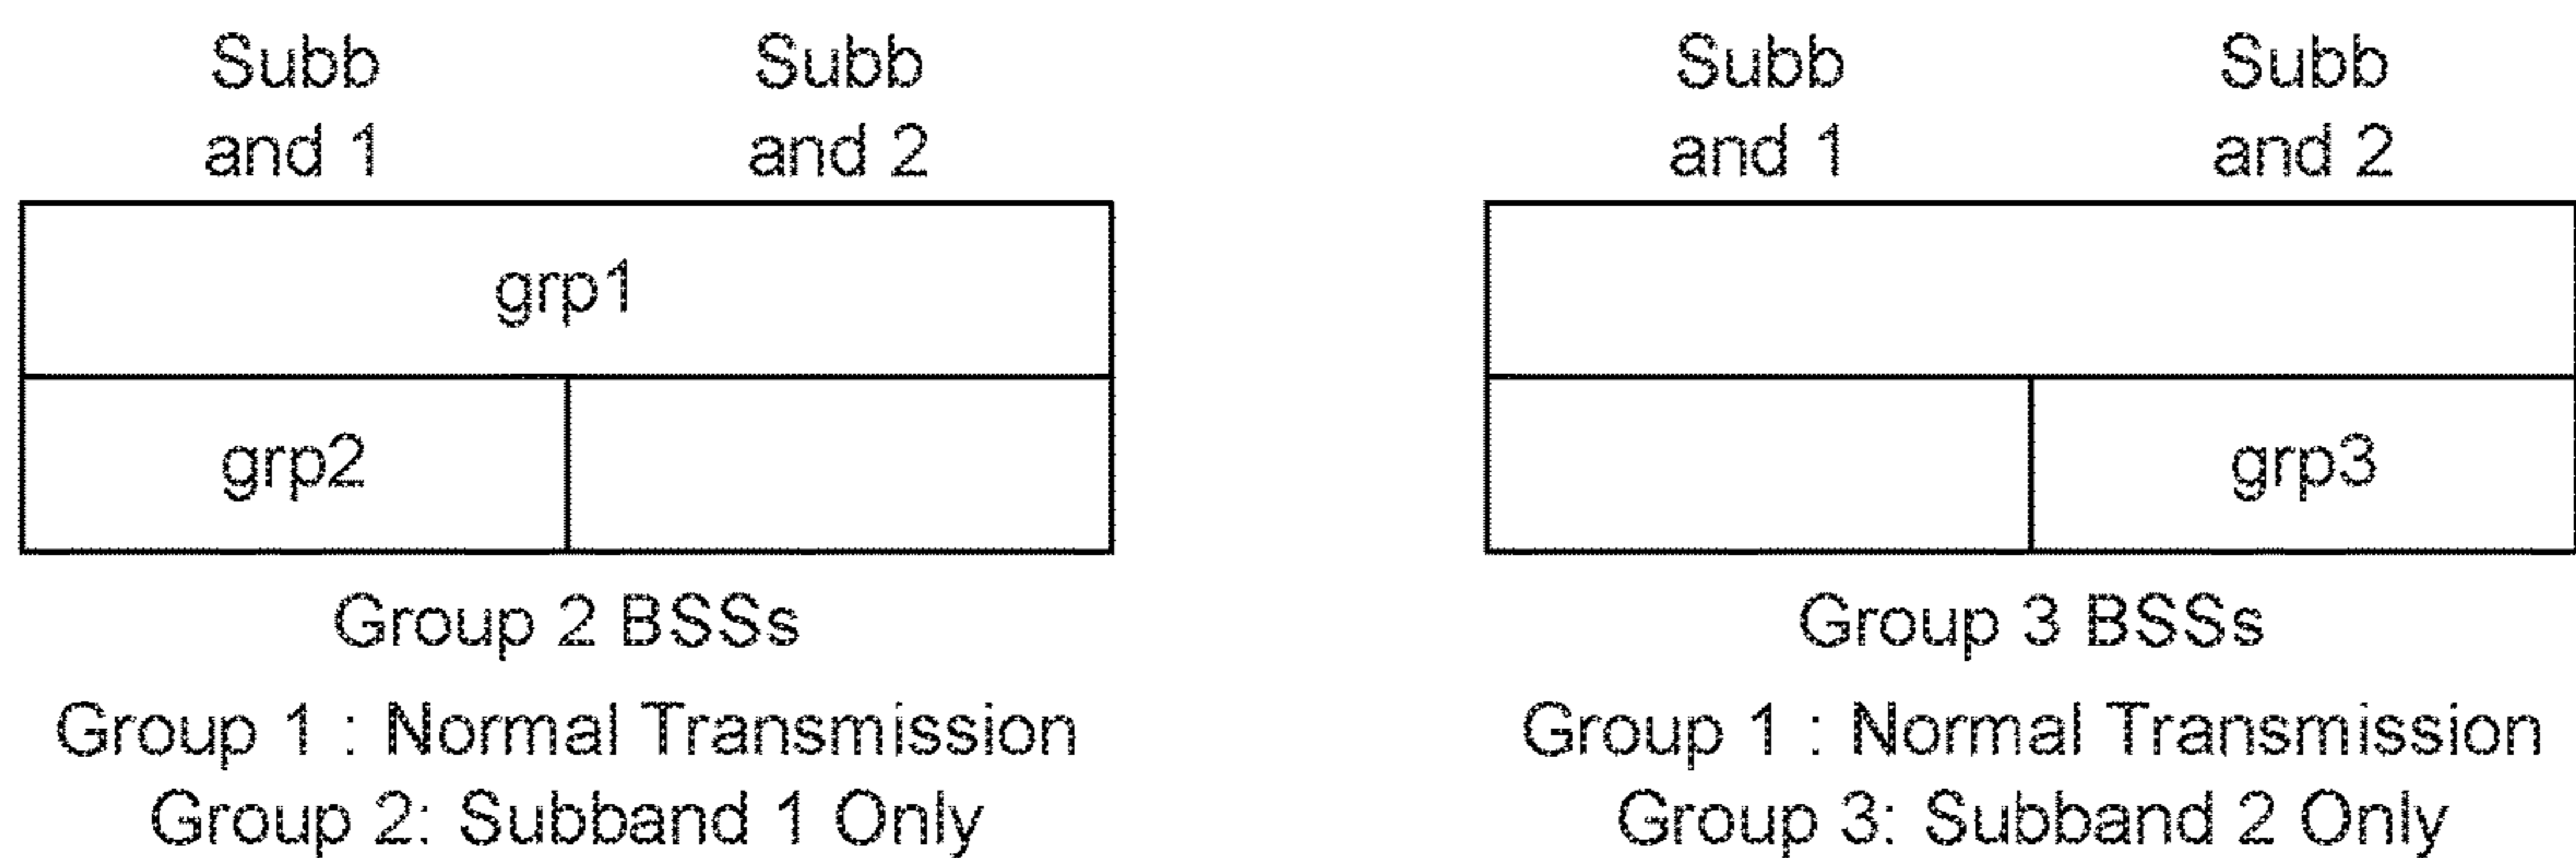 Subb
and 1
Subb
and 2
grp1
grp2
Group 2 BSSs
Group 1 : Normal Transmission
Group 2: Subband 1 Only
Subb
and 1
Subb
and 2
grp3
Group 3 BSSs
Group 1 : Normal Transmission
Group 3: Subband 2 Only